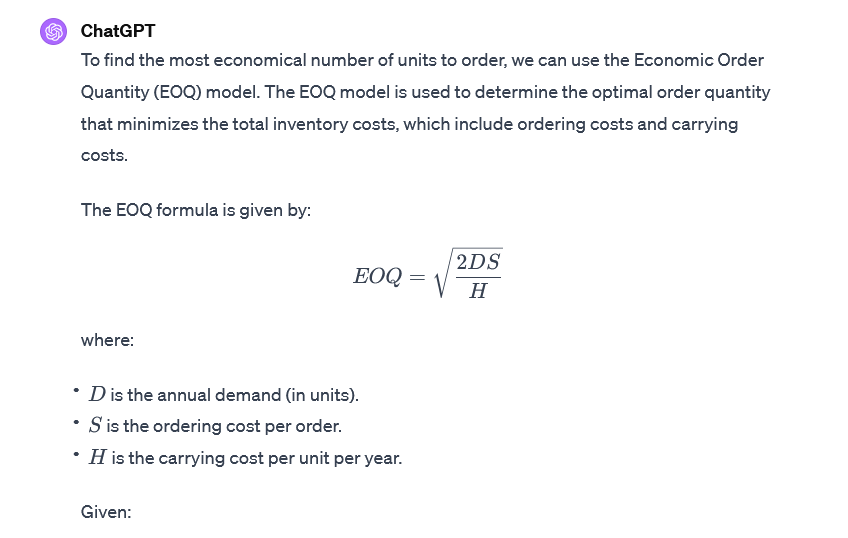 ChatGPT
To find the most economical number of units to order, we can use the Economic Order
Quantity (EOQ) model. The EOQ model is used to determine the optimal order quantity
that minimizes the total inventory costs, which include ordering costs and carrying
costs.
The EOQ formula is given by:
EOQ = √(2DS/H)
where:
• D is the annual demand (in units).
• S is the ordering cost per order.
• H is the carrying cost per unit per year.
Given: